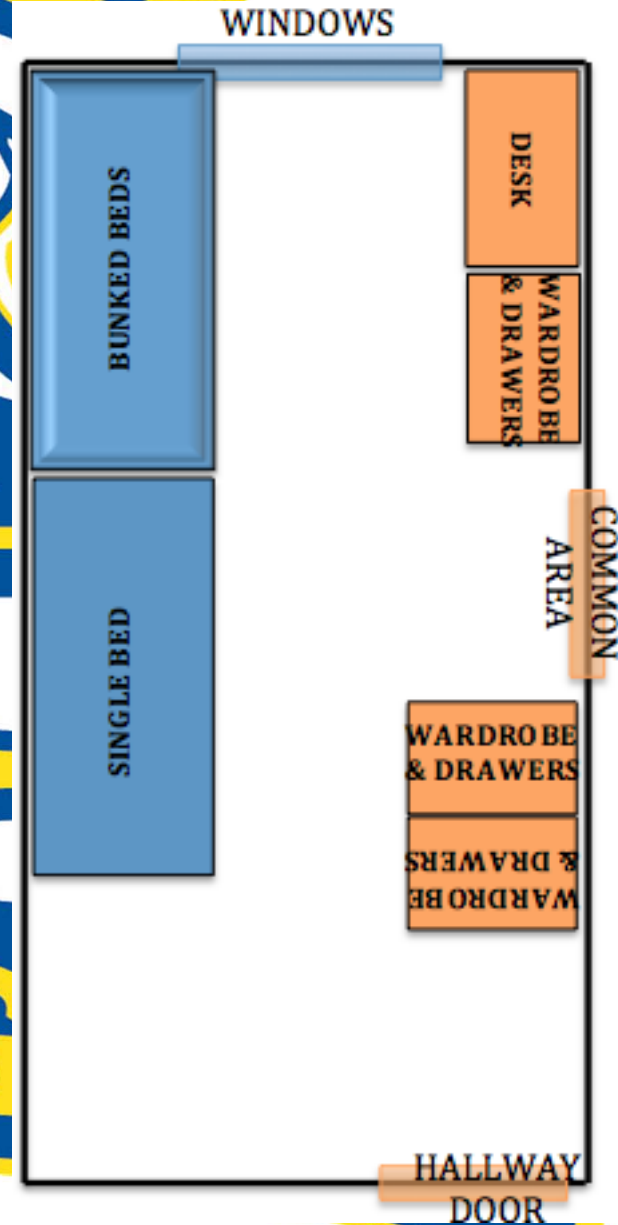 WINDOWS
BUNKED BEDS
DESK
WARDROBE
& DRAWERS
COMMON
AREA
SINGLE BED
WARDROBE
& DRAWERS
WARDROBE
& DRAWERS
HALLWAY
DOOR